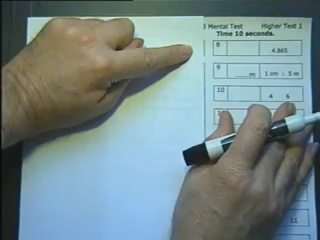 Mental Test Higher Test 1
Time 10 seconds.
8 4.865
9 ____m 1 cm : 5 m
10 4 6
11